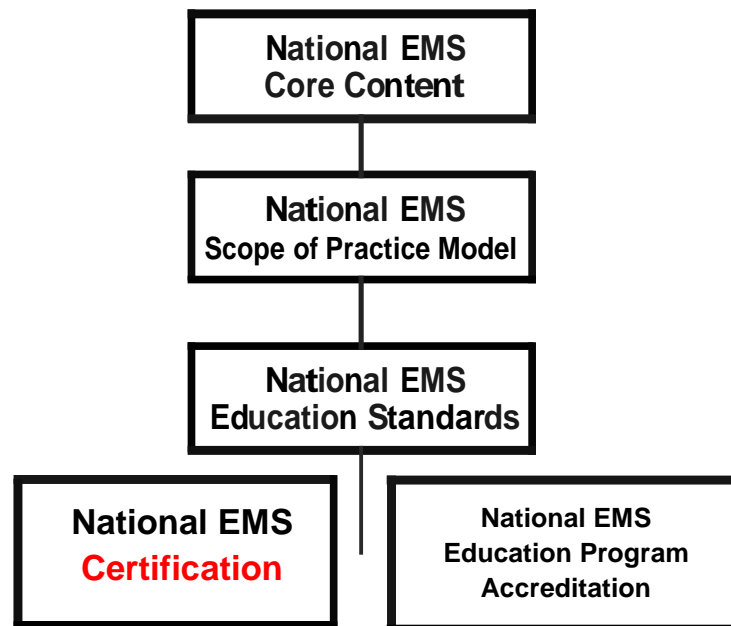 National EMS
Core Content
National EMS
Scope of Practice Model
National EMS
Education Standards
National EMS
Certification
National EMS
Education Program
Accreditation